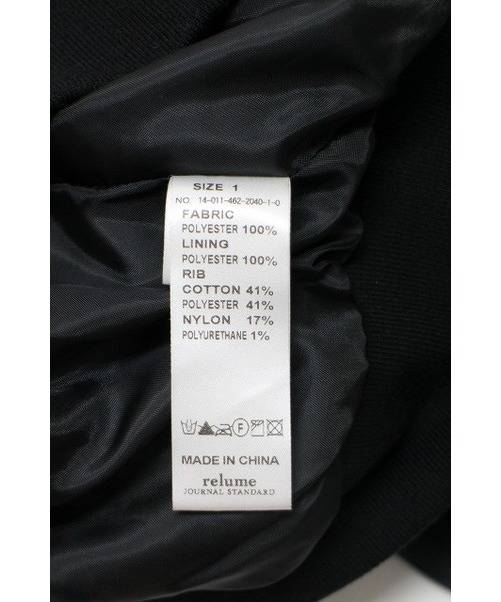 SIZE 1
NO. 14-011-462-2040-1-0
FABRIC
POLYESTER 100%
LINING
POLYESTER 100%
RIB
COTTON 41%
POLYESTER 41%
NYLON 17%
POLYURETHANE 1%
F
MADE IN CHINA
relume
JOURNAL STANDARD